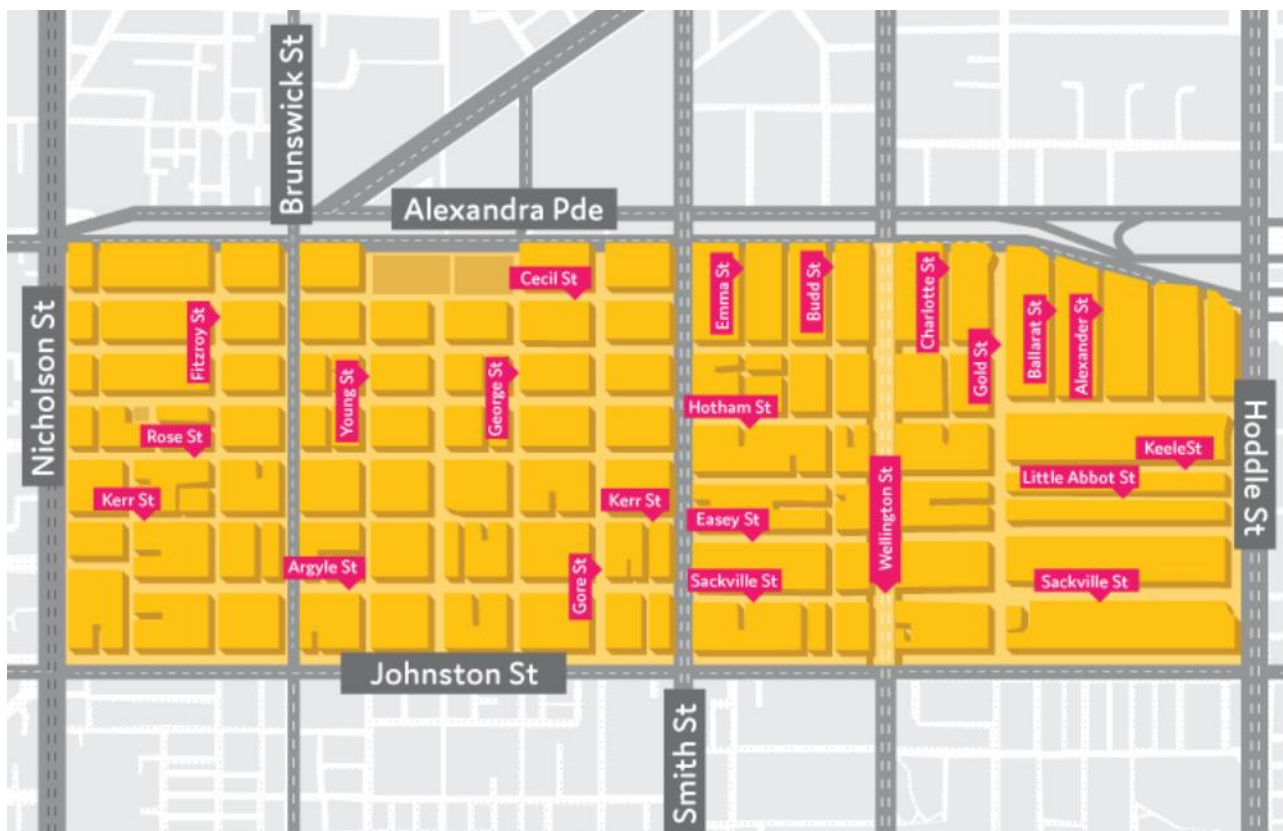 Brunswick St
Alexandra Pde
Cecil St
Emma St
Budd St
Charlotte St
Fitzroy St
Nicholson St
Young St
George St
Gold St
Ballarat St
Alexander St
Hotham St
Rose St
KeeleSt
Little Abbot St
Hoddle St
Kerr St
Kerr St
Easey St
Wellington St
Argyle St
Gore St
Sackville St
Sackville St
Johnston St
Smith St